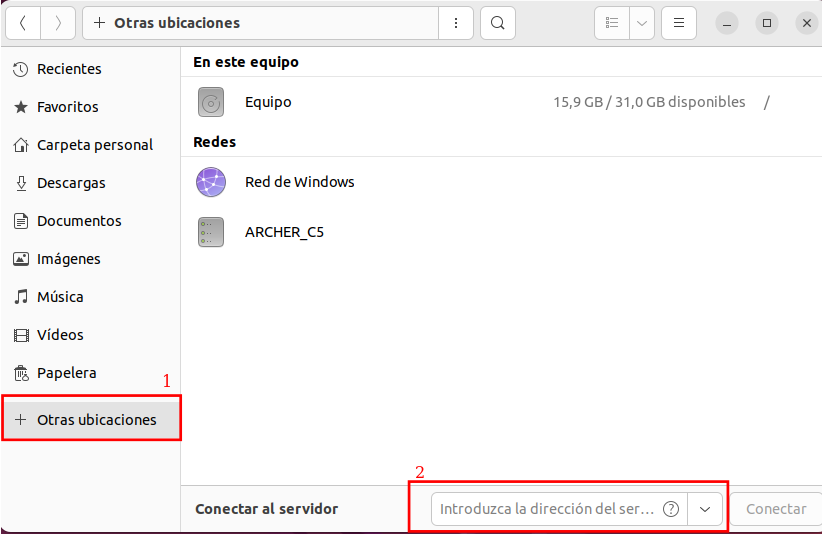 Otras ubicaciones
Recientes
Favoritos
Carpeta personal
Descargas
Documentos
Imágenes
Música
Vídeos
Papelera
1
Otras ubicaciones
En este equipo
Equipo 15,9 GB / 31,0 GB disponibles /
Redes
Red de Windows
ARCHER_C5
2
Conectar al servidor Introduzca la dirección del ser… ? Conectar